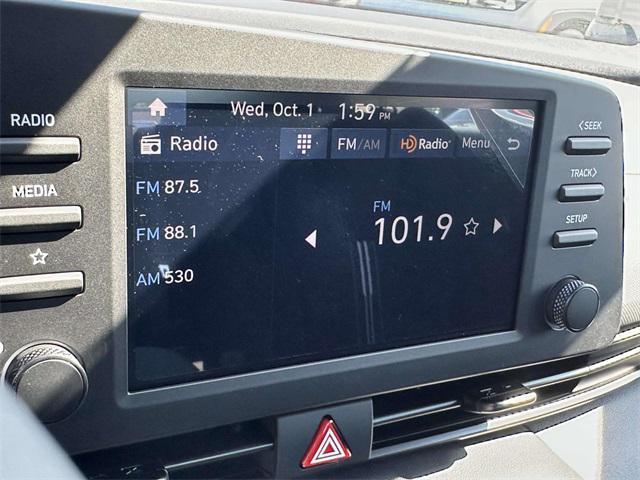 Wed, Oct. 1 1:59 PM
RADIO
MEDIA
Radio FM/AM HD Radio Menu
FM 87.5
FM 88.1
AM 530
FM
101.9
SEEK
TRACK
SETUP